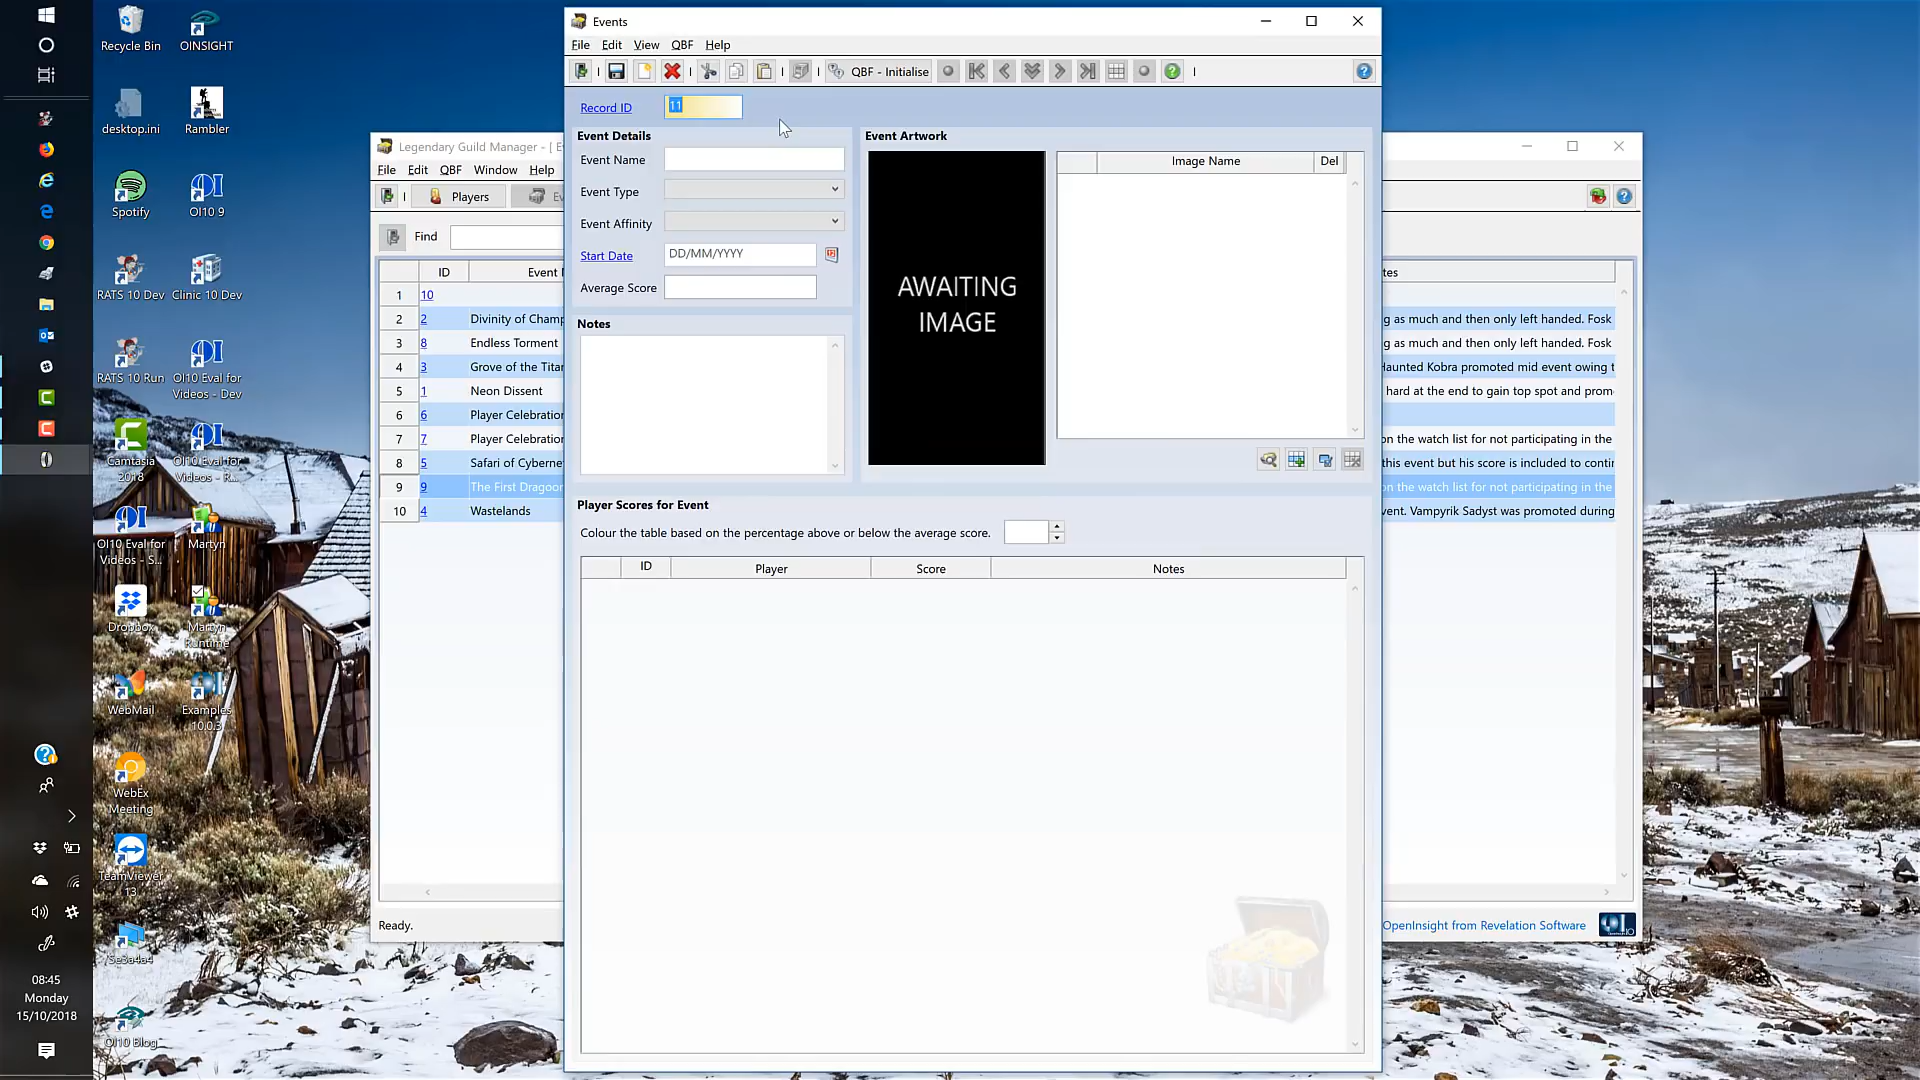 Recycle Bin
OINSIGHT
desktop.ini
Rambler
Spotify
OI10 9
RATS 10 Dev
Clinic 10 Dev
RATS 10 Run
OI10 Eval for
Videos - Dev
Camtasia
2018
OI10 Eval for
Videos - R...
OI10 Eval for
Videos - S...
Martyn
Dropbox
Martyn
Runtime
WebMail
Examples
10.0.3
WebEx
Meeting
TeamViewer
13
OI10 Blog
08:45
Monday
15/10/2018
Legendary Guild Manager - [ E
File Edit QBF Window Help
Players
Find
ID Event
1 10
2 2 Divinity of Champ
3 8 Endless Torment
4 3 Grove of the Tita
5 1 Neon Dissent
6 6 Player Celebration
7 7 Player Celebration
8 5 Safari of Cyberne
9 9 The First Dragoon
10 4 Wastelands
Ready.
Events
File Edit View QBF Help
QBF - Initialise
Record ID 11
Event Details
Event Name
Event Type
Event Affinity
Start Date DD/MM/YYYY
Average Score
Notes
Event Artwork
AWAITING
IMAGE
Image Name Del
Player Scores for Event
Colour the table based on the percentage above or below the average score.
ID Player Score Notes
tes
g as much and then only left handed. Fosk
g as much and then only left handed. Fosk
Haunted Kobra promoted mid event owing t
hard at the end to gain top spot and prom
on the watch list for not participating in the
this event but his score is included to contin
on the watch list for not participating in the
vent. Vampyrik Sadyst was promoted during
OpenInsight from Revelation Software